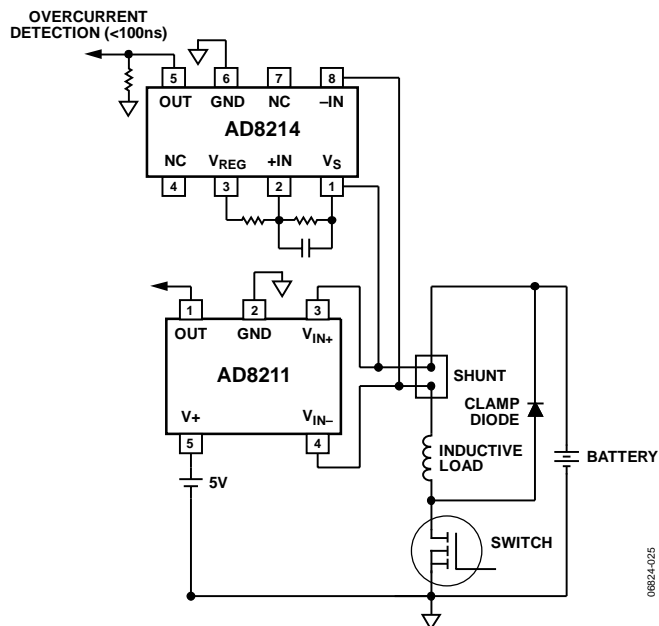 OVERCURRENT
DETECTION (<100ns)
5 6 7 8
OUT GND NC –IN
AD8214
NC VREG +IN VS
4 3 2 1
1 2 3
OUT GND VIN+
AD8211
V+ VIN–
5 4
5V
SHUNT
CLAMP
DIODE
INDUCTIVE
LOAD
BATTERY
SWITCH
06824-025